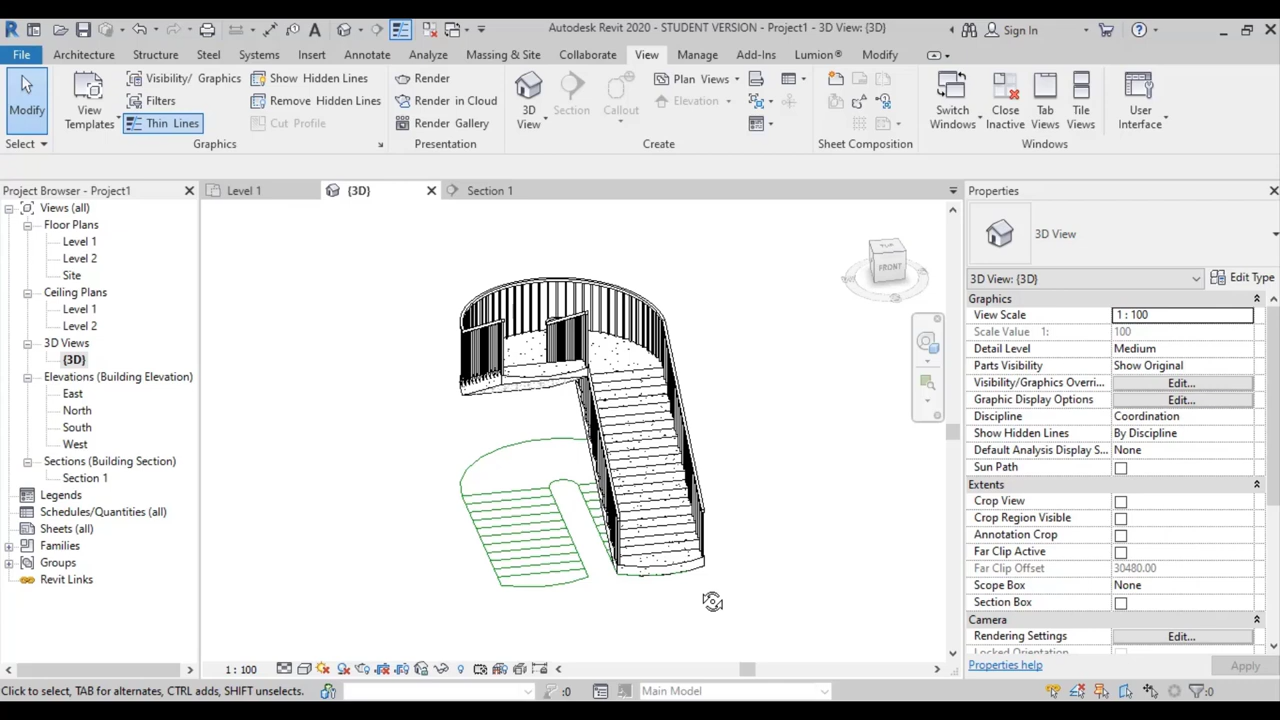 Autodesk Revit 2020 - STUDENT VERSION - Project1 - 3D View: {3D}
Sign In
File Architecture Structure Steel Systems Insert Annotate Analyze Massing & Site Collaborate View Manage Add-Ins Lumion® Modify
Modify
View Templates
Visibility/ Graphics
Filters
Thin Lines
Show Hidden Lines
Remove Hidden Lines
Cut Profile
Render
Render in Cloud
Render Gallery
3D View
Section
Callout
Plan Views
Elevation
Switch Windows
Close Inactive
Tab Views
Tile Views
User Interface
Select Graphics Presentation Create Sheet Composition Windows
Project Browser - Project1
Views (all)
Floor Plans
Level 1
Level 2
Site
Ceiling Plans
Level 1
Level 2
3D Views
{3D}
Elevations (Building Elevation)
East
North
South
West
Sections (Building Section)
Section 1
Legends
Schedules/Quantities (all)
Sheets (all)
Families
Groups
Revit Links
Level 1 {3D} Section 1
FRONT
1 : 100
Properties
3D View
3D View: {3D} Edit Type
Graphics
View Scale 1 : 100
Scale Value 1: 100
Detail Level Medium
Parts Visibility Show Original
Visibility/Graphics Overri... Edit...
Graphic Display Options Edit...
Discipline Coordination
Show Hidden Lines By Discipline
Default Analysis Display S... None
Sun Path
Extents
Crop View
Crop Region Visible
Annotation Crop
Far Clip Active
Far Clip Offset 30480.00
Scope Box None
Section Box
Camera
Rendering Settings Edit...
Locked Orientation
Properties help Apply
Click to select, TAB for alternates, CTRL adds, SHIFT unselects. :0 Main Model :0